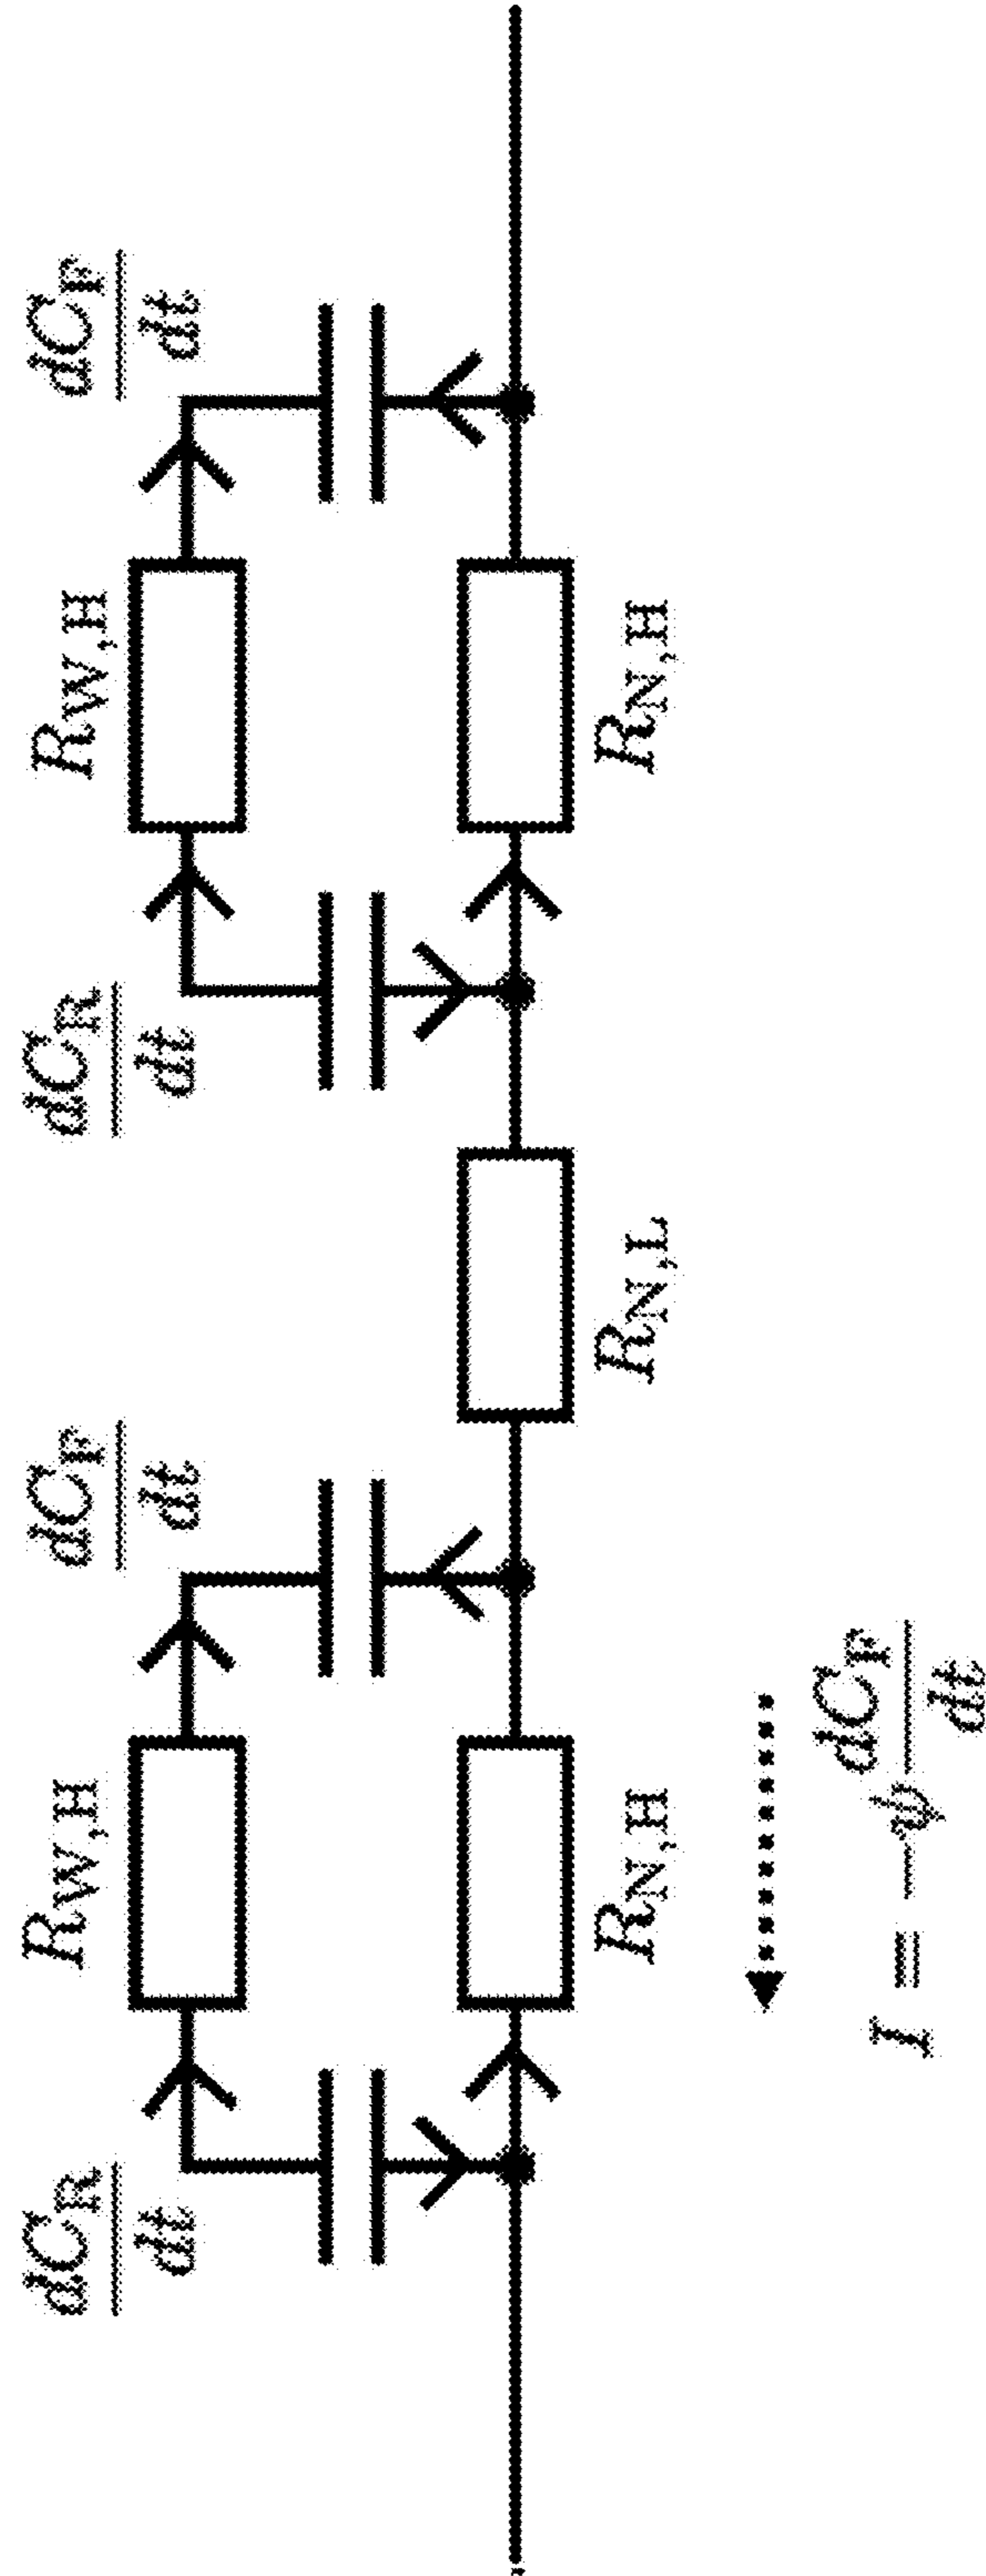 dC_R/dt
R_W,H
dC_F/dt
dC_R/dt
R_W,H
dC_F/dt
R_N,H
R_N,L
R_N,H
I = −ψ dC_F/dt